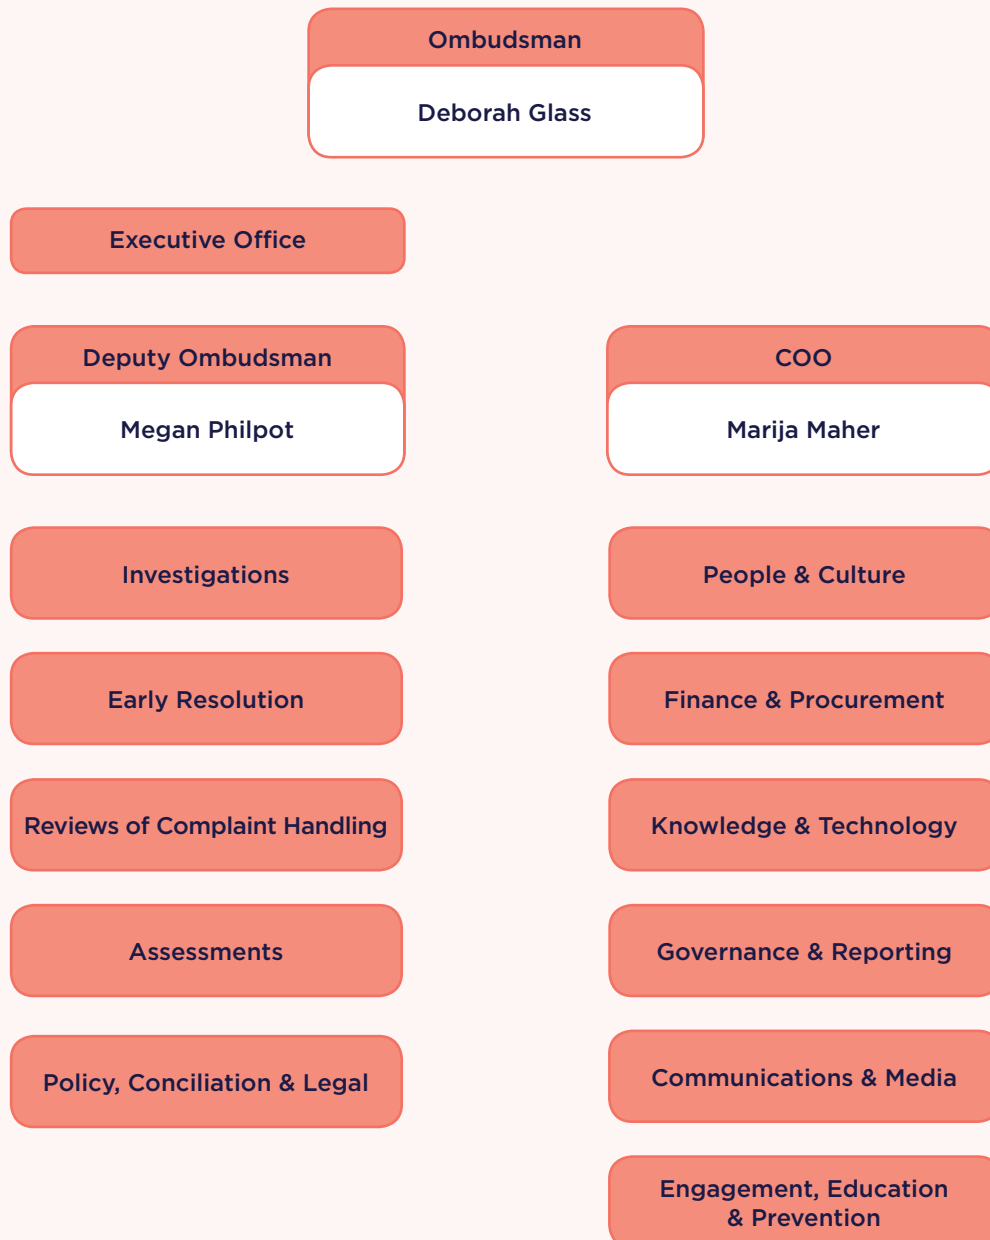 Ombudsman
Deborah Glass
Executive Office
Deputy Ombudsman
Megan Philpot
COO
Marija Maher
Investigations
Early Resolution
Reviews of Complaint Handling
Assessments
Policy, Conciliation & Legal
People & Culture
Finance & Procurement
Knowledge & Technology
Governance & Reporting
Communications & Media
Engagement, Education
& Prevention